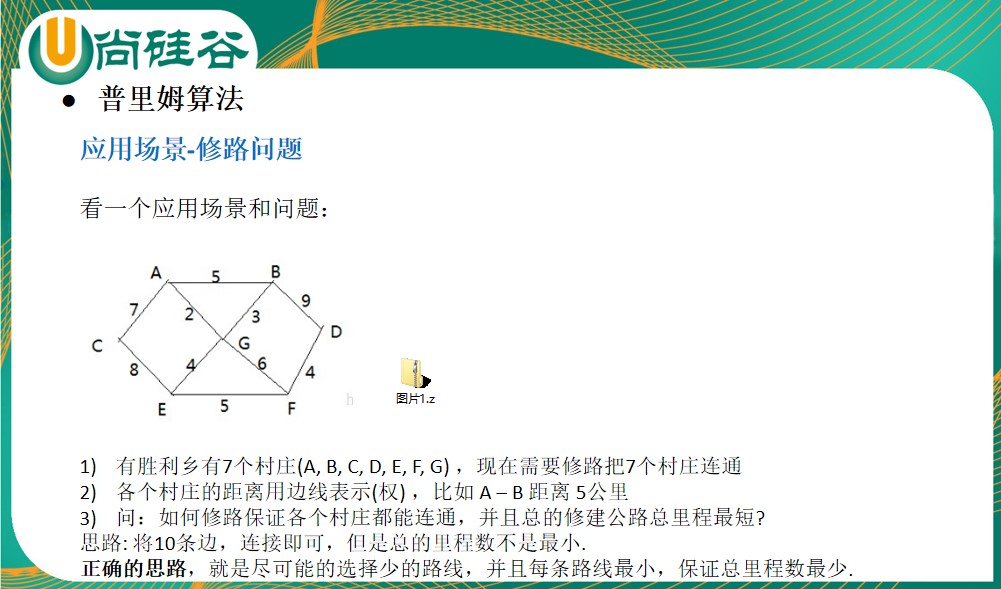 尚硅谷
● 普里姆算法
应用场景-修路问题
看一个应用场景和问题：
A 5 B
7 2 3 9
C G D
8 4 6 4
E 5 F
h
图片1.z
1) 有胜利乡有7个村庄(A, B, C, D, E, F, G) ，现在需要修路把7个村庄连通
2) 各个村庄的距离用边线表示(权) ，比如 A – B 距离 5公里
3) 问：如何修路保证各个村庄都能连通，并且总的修建公路总里程最短?
思路: 将10条边，连接即可，但是总的里程数不是最小.
正确的思路，就是尽可能的选择少的路线，并且每条路线最小，保证总里程数最少.